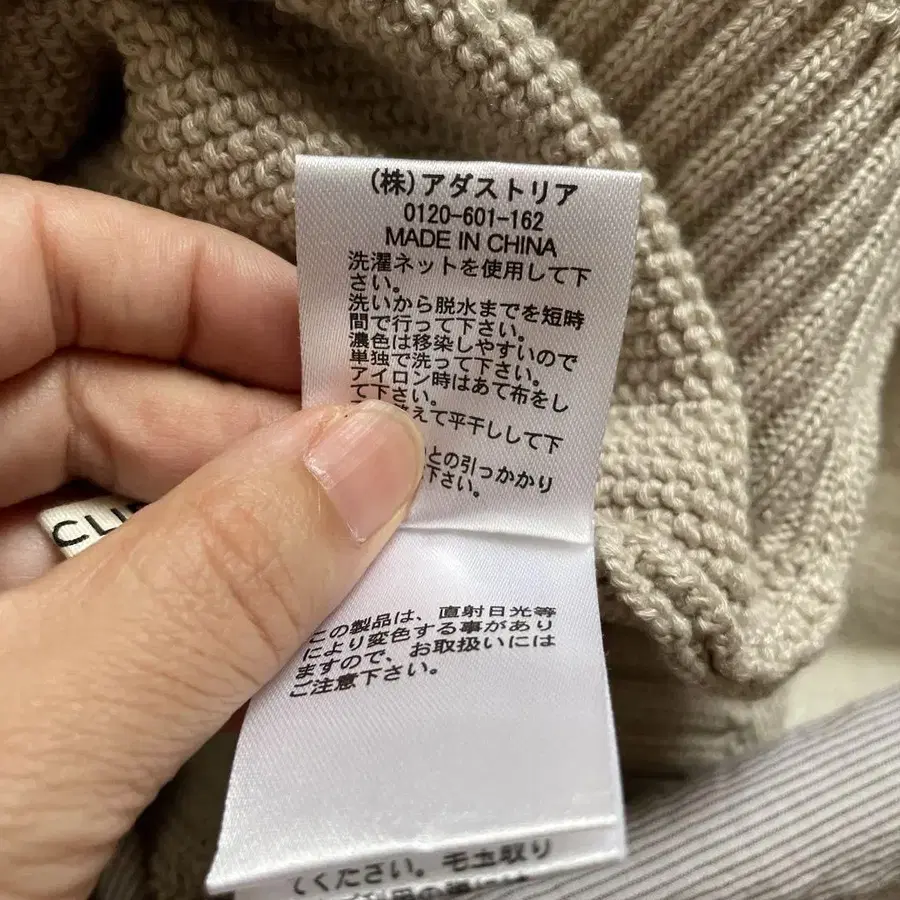 (株)アダストリア
0120-601-162
MADE IN CHINA
洗濯ネットを使用して下
さい。
洗いから脱水までを短時
間で行って下さい。
濃色は移染しやすいので
単独で洗って下さい。
アイロン時はあて布をし
て下さい。
えて平干しして下
との引っかかり
下さい。
CLI
この製品は、直射日光等
により変色する事があり
ますので、お取扱いには
ご注意下さい。
てください。毛玉取り